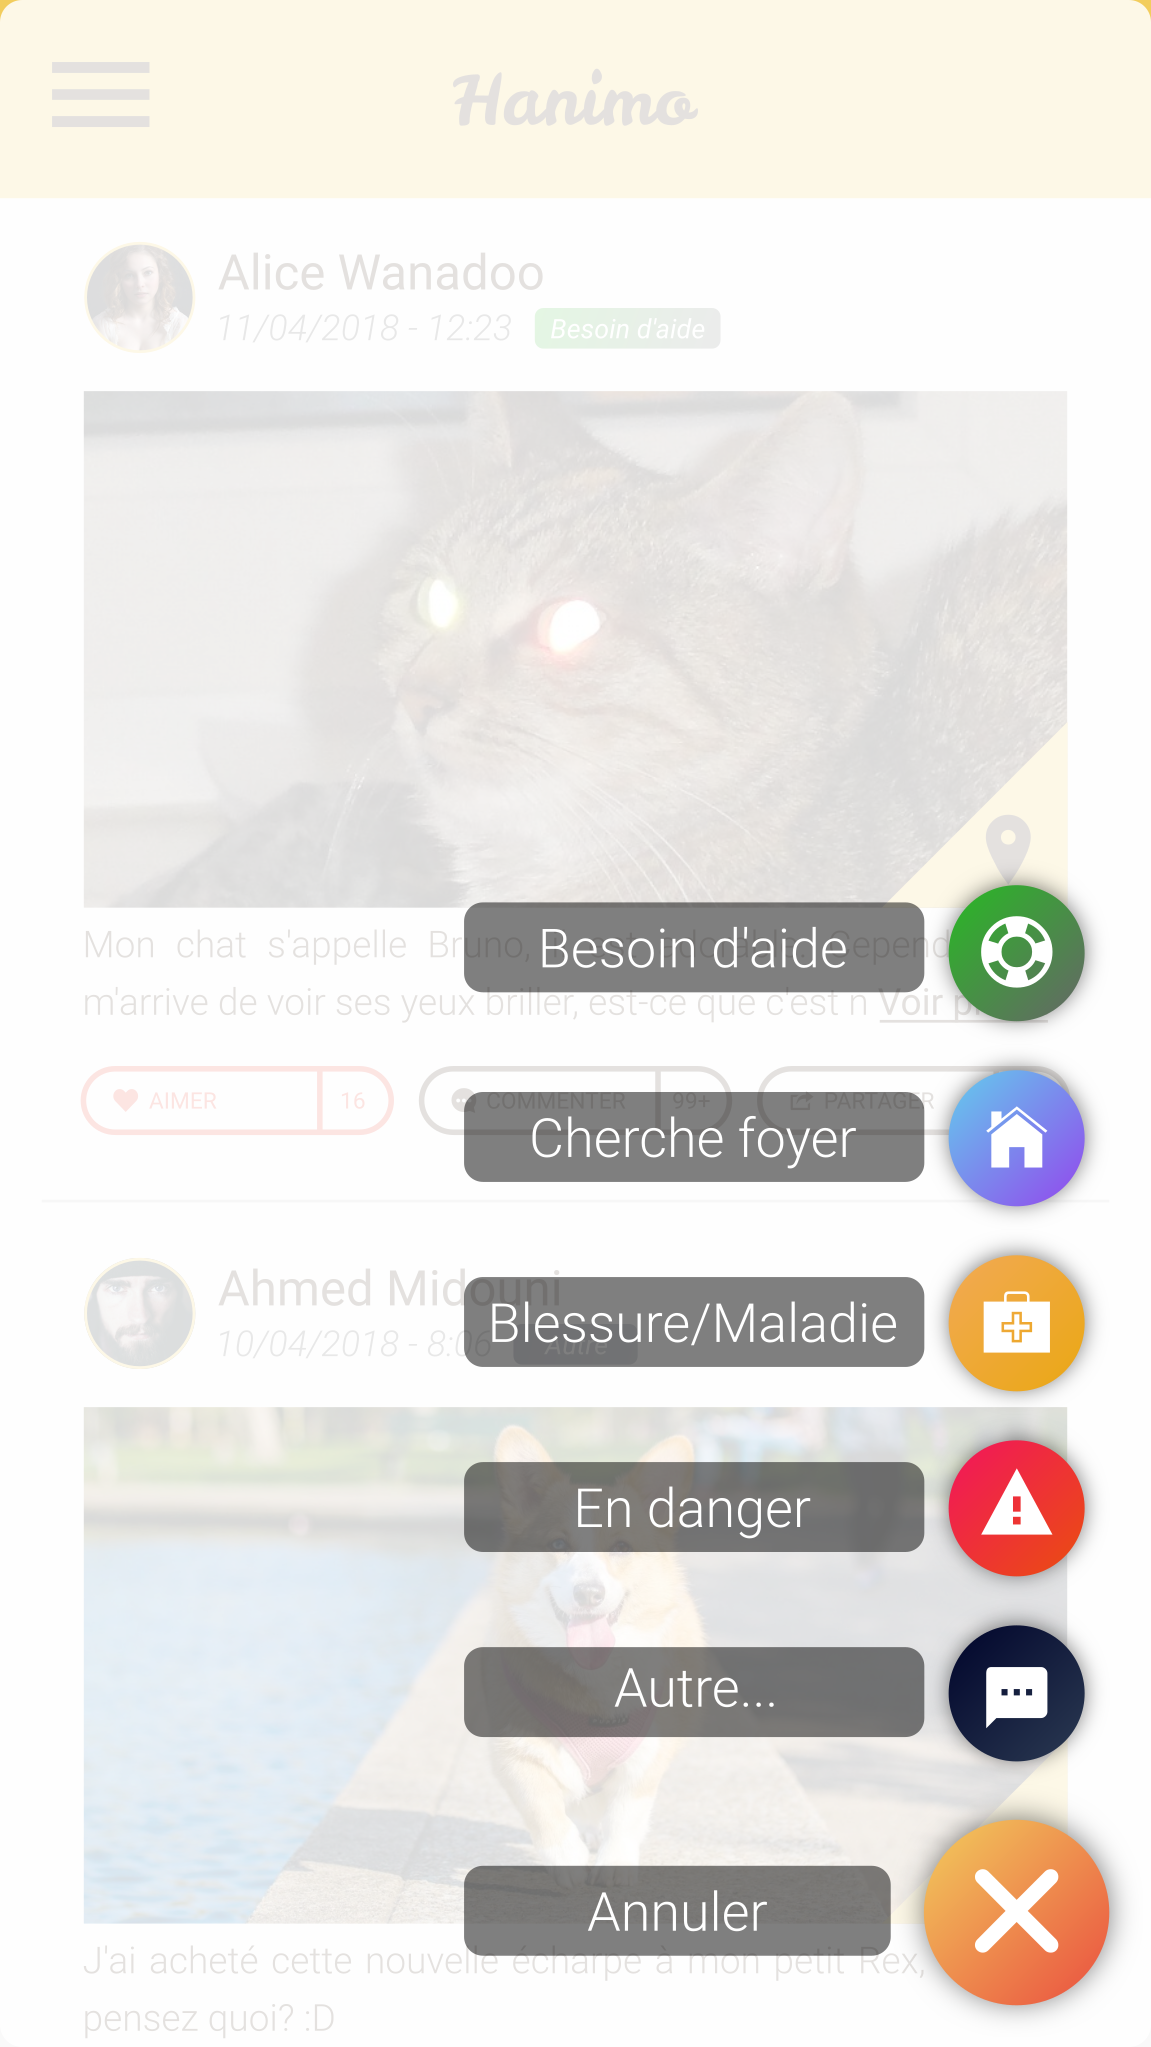 Hanimo
Alice Wanadoo
11/04/2018 - 12:23 Besoin d'aide
Mon chat s'appelle Bruno, est adorable. Cepend
Besoin d'aide
m'arrive de voir ses yeux briller, est-ce que c'est n Voir
AIMER 16 COMMENTER 99+ PARTAGER
Cherche foyer
Ahmed Midouni
Blessure/Maladie
10/04/2018 - 8:06 Autre
En danger
Autre...
Annuler
J'ai acheté cette nouvelle écharpe à mon petit Rex,
pensez quoi? :D